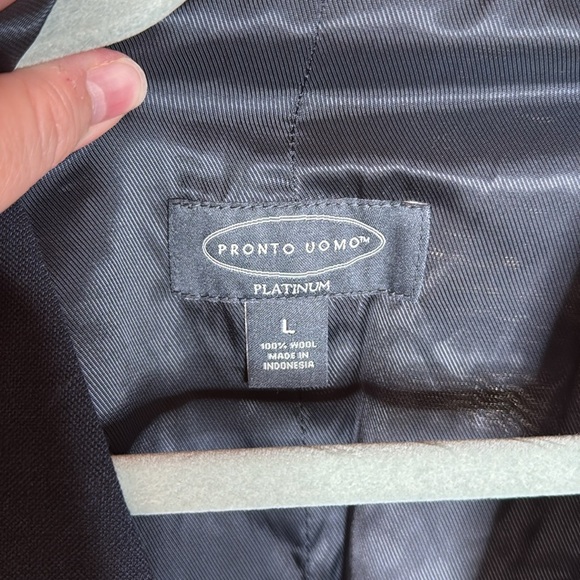 PRONTO UOMO™
PLATINUM
L
100% WOOL
MADE IN
INDONESIA